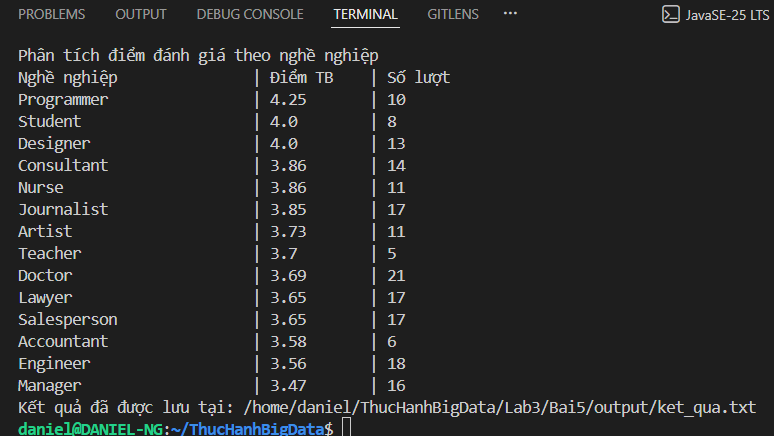 PROBLEMS OUTPUT DEBUG CONSOLE TERMINAL GITLENS ... JavaSE-25 LTS
Phân tích điểm đánh giá theo nghề nghiệp
Nghề nghiệp | Điểm TB | Số lượt
Programmer | 4.25 | 10
Student | 4.0 | 8
Designer | 4.0 | 13
Consultant | 3.86 | 14
Nurse | 3.86 | 11
Journalist | 3.85 | 17
Artist | 3.73 | 11
Teacher | 3.7 | 5
Doctor | 3.69 | 21
Lawyer | 3.65 | 17
Salesperson | 3.65 | 17
Accountant | 3.58 | 6
Engineer | 3.56 | 18
Manager | 3.47 | 16
Kết quả đã được lưu tại: /home/daniel/ThucHanhBigData/Lab3/Bai5/output/ket_qua.txt
daniel@DANIEL-NG:~/ThucHanhBigData$